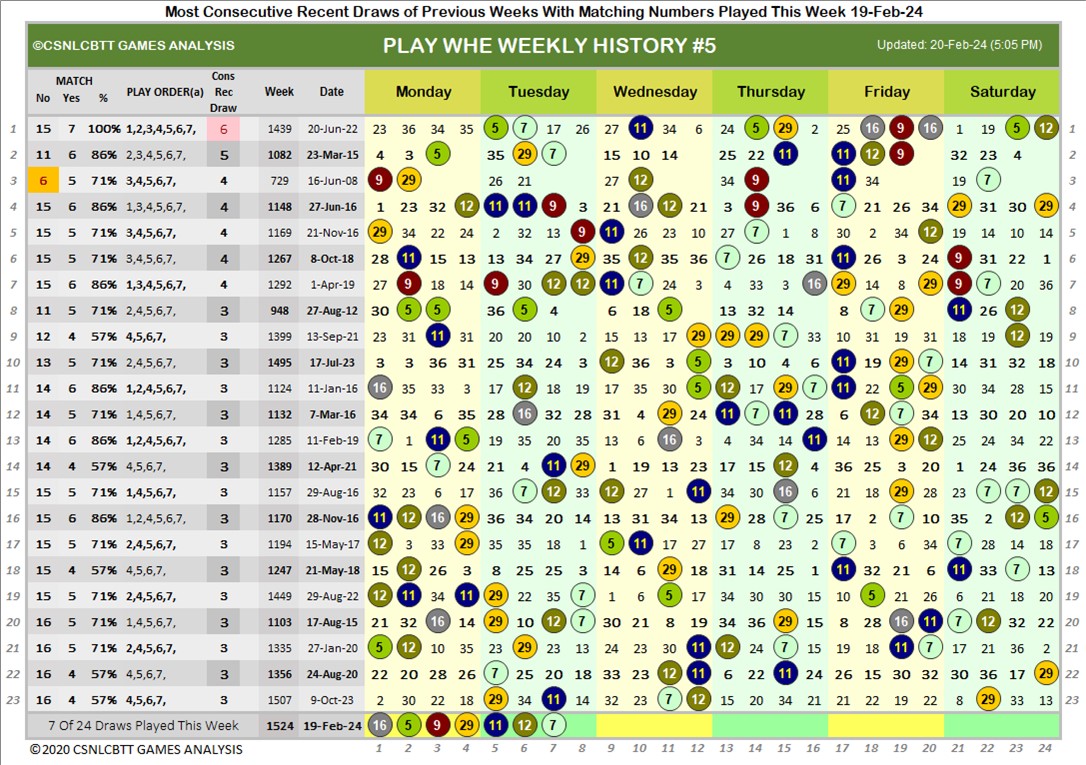 Most Consecutive Recent Draws of Previous Weeks With Matching Numbers Played This Week 19-Feb-24
©CSNLCBTT GAMES ANALYSIS PLAY WHE WEEKLY HISTORY #5 Updated: 20-Feb-24 (5:05 PM)
No MATCH Yes % PLAY ORDER(a) Cons Rec Draw Week Date Monday Tuesday Wednesday Thursday Friday Saturday
1 15 7 100% 1,2,3,4,5,6,7, 6 1439 20-Jun-22 23 36 34 35 5 7 17 26 27 11 34 6 24 5 29 2 25 16 9 16 1 19 5 12 1
2 11 6 86% 2,3,4,5,6,7, 5 1082 23-Mar-15 4 3 5 35 29 7 15 10 14 25 22 11 11 12 9 32 23 4 2
3 6 5 71% 3,4,5,6,7, 4 729 16-Jun-08 9 29 26 21 27 12 34 9 11 34 19 7 3
4 15 6 86% 1,3,4,5,6,7, 4 1148 27-Jun-16 1 23 32 12 11 11 9 3 21 16 12 21 3 9 36 6 7 21 26 34 29 31 30 29 4
5 15 5 71% 3,4,5,6,7, 4 1169 21-Nov-16 29 34 22 24 2 32 13 9 11 26 23 10 27 7 1 8 30 2 34 12 19 14 10 14 5
6 15 5 71% 3,4,5,6,7, 4 1267 8-Oct-18 28 11 15 13 13 34 27 29 35 12 35 36 7 26 18 31 11 26 3 24 9 31 22 1 6
7 15 6 86% 1,3,4,5,6,7, 4 1292 1-Apr-19 27 9 18 14 9 30 12 12 11 7 24 3 4 33 3 16 29 14 8 29 9 7 20 36 7
8 11 5 71% 2,4,5,6,7, 3 948 27-Aug-12 30 5 5 36 5 4 6 18 5 13 32 14 8 7 29 11 26 12 8
9 12 4 57% 4,5,6,7, 3 1399 13-Sep-21 23 31 11 31 20 20 10 2 15 13 17 12 29 29 7 33 10 31 19 31 18 19 12 19 9
10 13 5 71% 2,4,5,6,7, 3 1495 17-Jul-23 3 3 36 31 25 34 24 3 12 36 3 5 3 10 4 6 11 19 29 7 14 31 32 18 10
11 14 6 86% 1,2,4,5,6,7, 3 1124 11-Jan-16 16 35 33 3 17 12 18 19 17 35 30 5 12 17 29 7 11 22 5 29 30 34 28 15 11
12 14 5 71% 1,4,5,6,7, 3 1132 7-Mar-16 34 34 6 35 28 16 32 28 31 4 29 24 11 7 11 28 6 12 7 34 13 30 20 10 12
13 14 6 86% 1,2,4,5,6,7, 3 1285 11-Feb-19 7 1 11 5 19 35 20 35 13 6 16 3 4 34 14 11 14 13 29 12 25 24 34 22 13
14 14 4 57% 4,5,6,7, 3 1389 12-Apr-21 30 15 7 24 21 4 11 29 1 19 13 23 17 15 12 4 36 25 3 20 1 24 36 36 14
15 15 5 71% 1,4,5,6,7, 3 1157 29-Aug-16 32 23 6 17 36 7 12 33 12 27 1 11 34 30 16 6 21 18 29 28 23 7 7 12 15
16 15 6 86% 1,2,4,5,6,7, 3 1170 28-Nov-16 11 12 16 29 36 34 20 14 13 31 34 13 29 28 7 25 17 2 7 10 35 2 12 5 16
17 15 5 71% 2,4,5,6,7, 3 1194 15-May-17 12 3 33 29 35 35 18 1 5 11 17 27 17 8 23 2 7 3 6 34 7 28 14 18 17
18 15 4 57% 4,5,6,7, 3 1247 21-May-18 15 12 26 3 8 25 25 3 14 6 29 18 31 14 25 1 11 32 21 6 11 33 7 13 18
19 15 5 71% 2,4,5,6,7, 3 1449 29-Aug-22 12 11 34 11 29 22 35 7 1 6 5 17 34 30 30 15 10 5 21 26 6 21 18 20 19
20 16 5 71% 1,4,5,6,7, 3 1103 17-Aug-15 21 32 16 14 29 10 12 7 30 21 8 19 34 35 29 15 8 28 16 11 7 12 32 22 20
21 16 5 71% 2,4,5,6,7, 3 1335 27-Jan-20 5 12 10 35 23 29 23 25 24 23 30 11 12 24 7 15 19 18 11 7 17 21 36 2 21
22 16 4 57% 4,5,6,7, 3 1356 24-Aug-20 22 20 28 26 7 25 20 18 33 23 12 11 6 22 11 24 26 15 30 32 30 36 17 29 22
23 16 4 57% 4,5,6,7, 3 1507 9-Oct-23 2 30 22 18 29 34 11 14 32 23 7 12 15 20 34 21 21 22 19 22 8 29 33 13 23
7 Of 24 Draws Played This Week 1524 19-Feb-24 16 5 9 29 11 12 7
© 2020 CSNLCBTT GAMES ANALYSIS 1 2 3 4 5 6 7 8 9 10 11 12 13 14 15 16 17 18 19 20 21 22 23 24